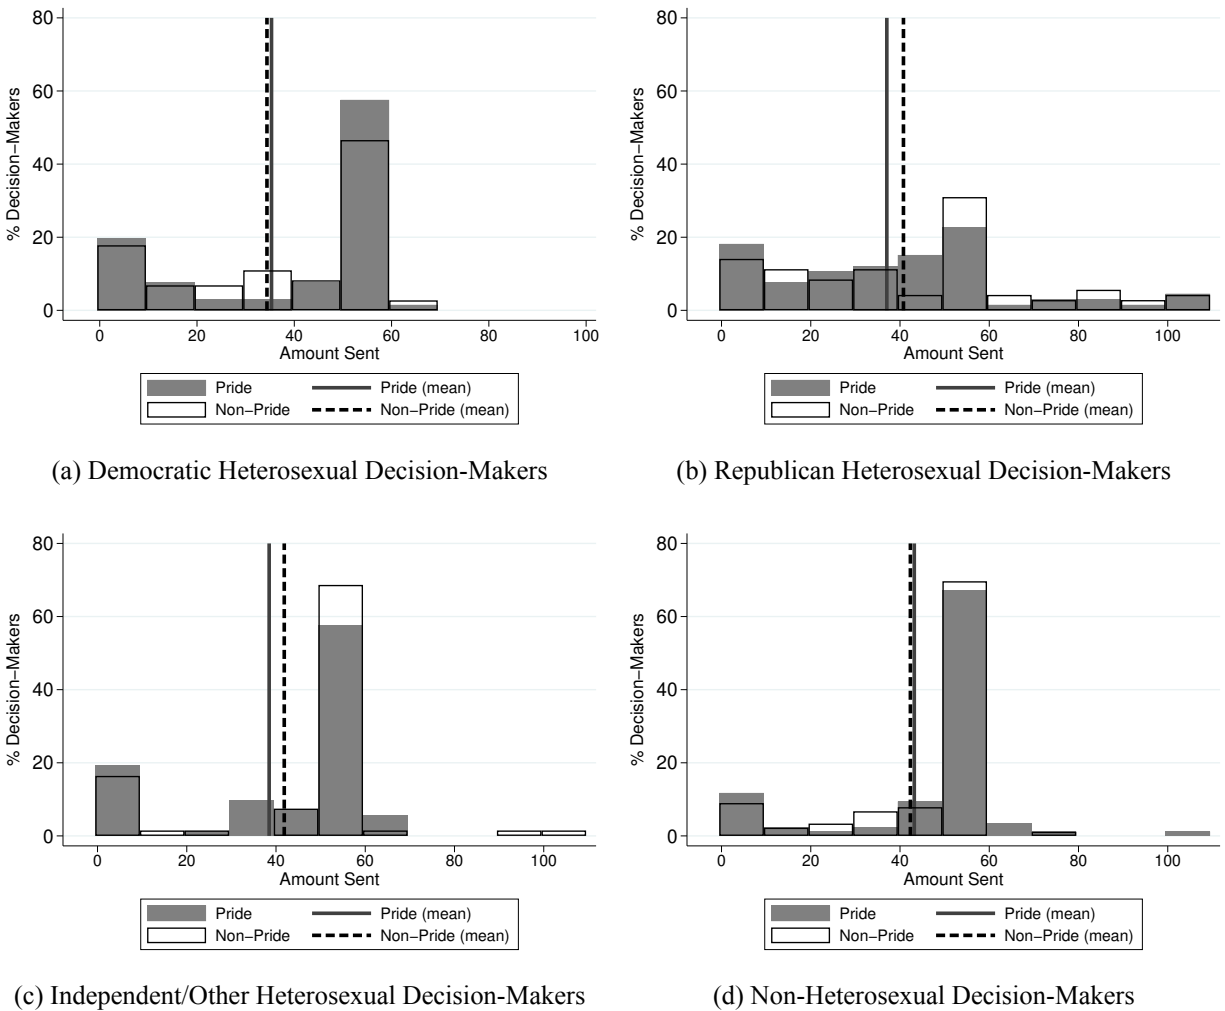 80
60
40
20
0
% Decision−Makers
0 20 40 60 80 100
Amount Sent
Pride Pride (mean)
Non−Pride Non−Pride (mean)
(a) Democratic Heterosexual Decision-Makers
80
60
40
20
0
% Decision−Makers
0 20 40 60 80 100
Amount Sent
Pride Pride (mean)
Non−Pride Non−Pride (mean)
(b) Republican Heterosexual Decision-Makers
80
60
40
20
0
% Decision−Makers
0 20 40 60 80 100
Amount Sent
Pride Pride (mean)
Non−Pride Non−Pride (mean)
(c) Independent/Other Heterosexual Decision-Makers
80
60
40
20
0
% Decision−Makers
0 20 40 60 80 100
Amount Sent
Pride Pride (mean)
Non−Pride Non−Pride (mean)
(d) Non-Heterosexual Decision-Makers